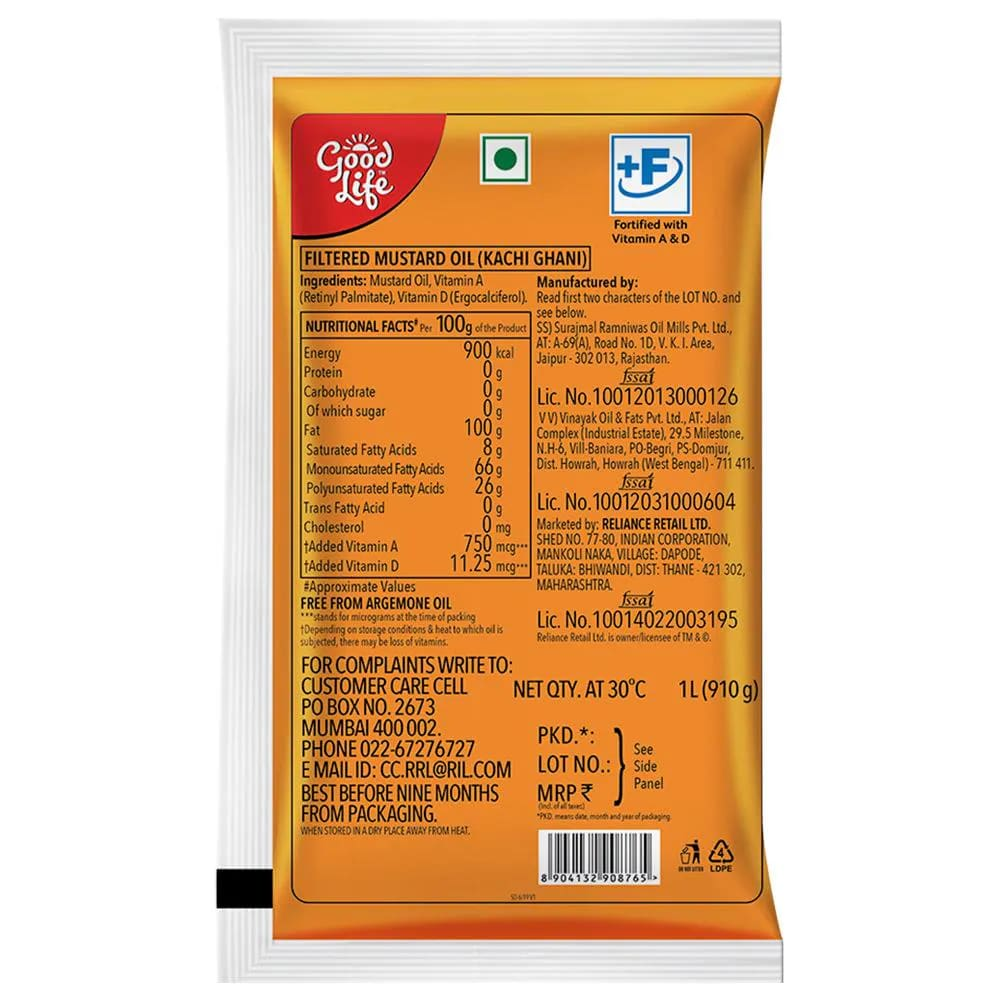 Good
Life™
+F
Fortified with
Vitamin A & D
FILTERED MUSTARD OIL (KACHI GHANI)
Ingredients: Mustard Oil, Vitamin A
(Retinyl Palmitate), Vitamin D (Ergocalciferol).
NUTRITIONAL FACTS# Per 100g of the Product
Energy 900 kcal
Protein 0 g
Carbohydrate 0 g
Of which sugar 0 g
Fat 100 g
Saturated Fatty Acids 8 g
Monounsaturated Fatty Acids 66 g
Polyunsaturated Fatty Acids 26 g
Trans Fatty Acid 0 g
Cholesterol 0 mg
†Added Vitamin A 750 mcg***
†Added Vitamin D 11.25 mcg***
#Approximate Values
FREE FROM ARGEMONE OIL
***stands for micrograms at the time of packing
†Depending on storage conditions & heat to which oil is
subjected, there may be loss of vitamins.
FOR COMPLAINTS WRITE TO:
CUSTOMER CARE CELL
PO BOX NO. 2673
MUMBAI 400 002.
PHONE 022-67276727
E MAIL ID: CC.RRL@RIL.COM
BEST BEFORE NINE MONTHS
FROM PACKAGING.
WHEN STORED IN A DRY PLACE AWAY FROM HEAT.
Manufactured by:
Read first two characters of the LOT NO. and
see below.
SS) Surajmal Ramniwas Oil Mills Pvt. Ltd.,
AT: A-69(A), Road No. 1D, V. K. I. Area,
Jaipur - 302 013, Rajasthan.
fssai
Lic. No.10012013000126
VV) Vinayak Oil & Fats Pvt. Ltd., AT: Jalan
Complex (Industrial Estate), 29.5 Milestone,
N.H-6, Vill-Baniara, PO-Begri, PS-Domjur,
Dist. Howrah, Howrah (West Bengal) - 711 411.
fssai
Lic. No.10012031000604
Marketed by: RELIANCE RETAIL LTD.
SHED NO. 77-80, INDIAN CORPORATION,
MANKOLI NAKA, VILLAGE: DAPODE,
TALUKA: BHIWANDI, DIST: THANE - 421 302,
MAHARASHTRA.
fssai
Lic. No.10014022003195
Reliance Retail Ltd. is owner/licensee of TM & ©.
NET QTY. AT 30°C 1L (910 g)
PKD.*:
LOT NO.:
MRP ₹
(Incl. of all taxes)
See
Side
Panel
*PKD. means date, month and year of packaging.
8 904132 908765 >
DO NOT LITTER
4
LDPE